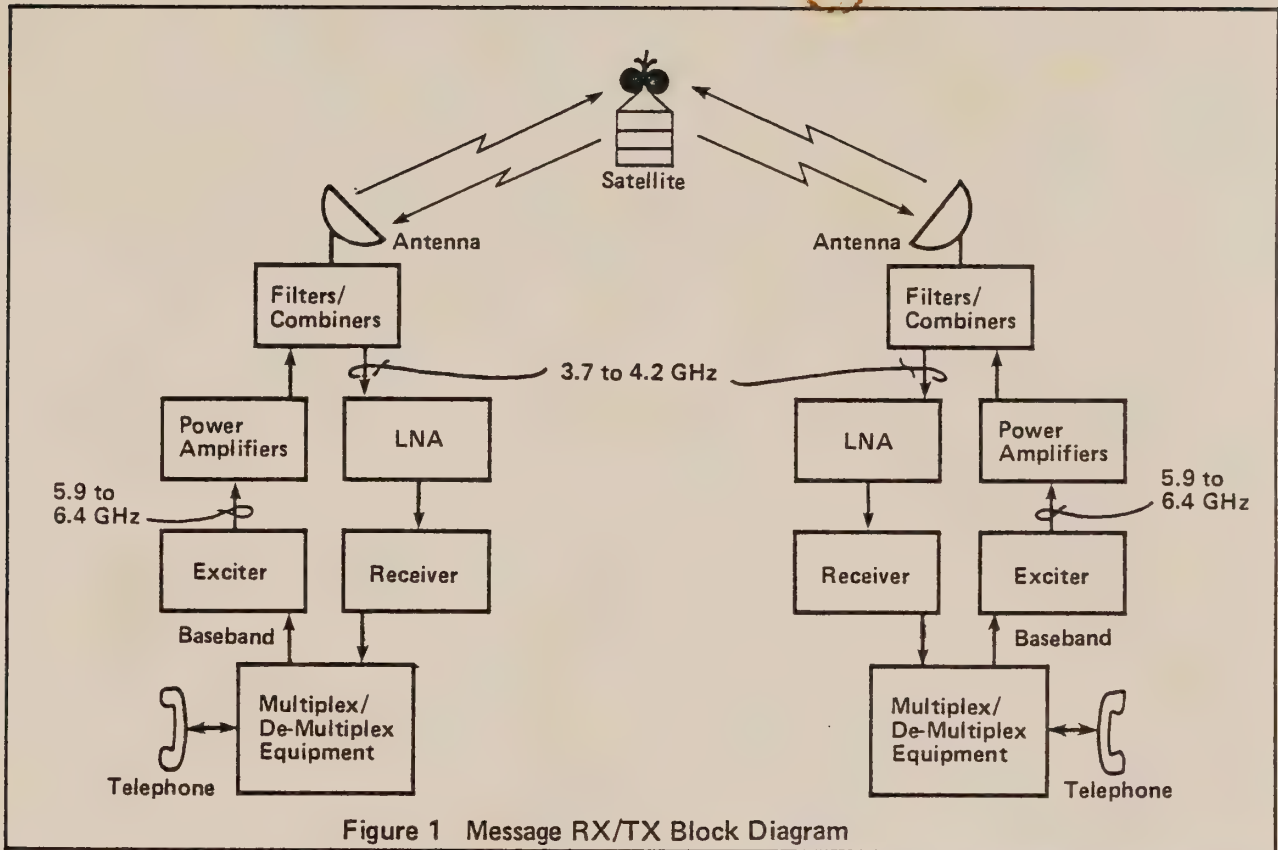 Satellite
Antenna
Antenna
Filters/
Combiners
Filters/
Combiners
3.7 to 4.2 GHz
Power
Amplifiers
LNA
LNA
Power
Amplifiers
5.9 to
6.4 GHz
5.9 to
6.4 GHz
Exciter
Receiver
Receiver
Exciter
Baseband
Baseband
Multiplex/
De-Multiplex
Equipment
Multiplex/
De-Multiplex
Equipment
Telephone
Telephone
Figure 1 Message RX/TX Block Diagram